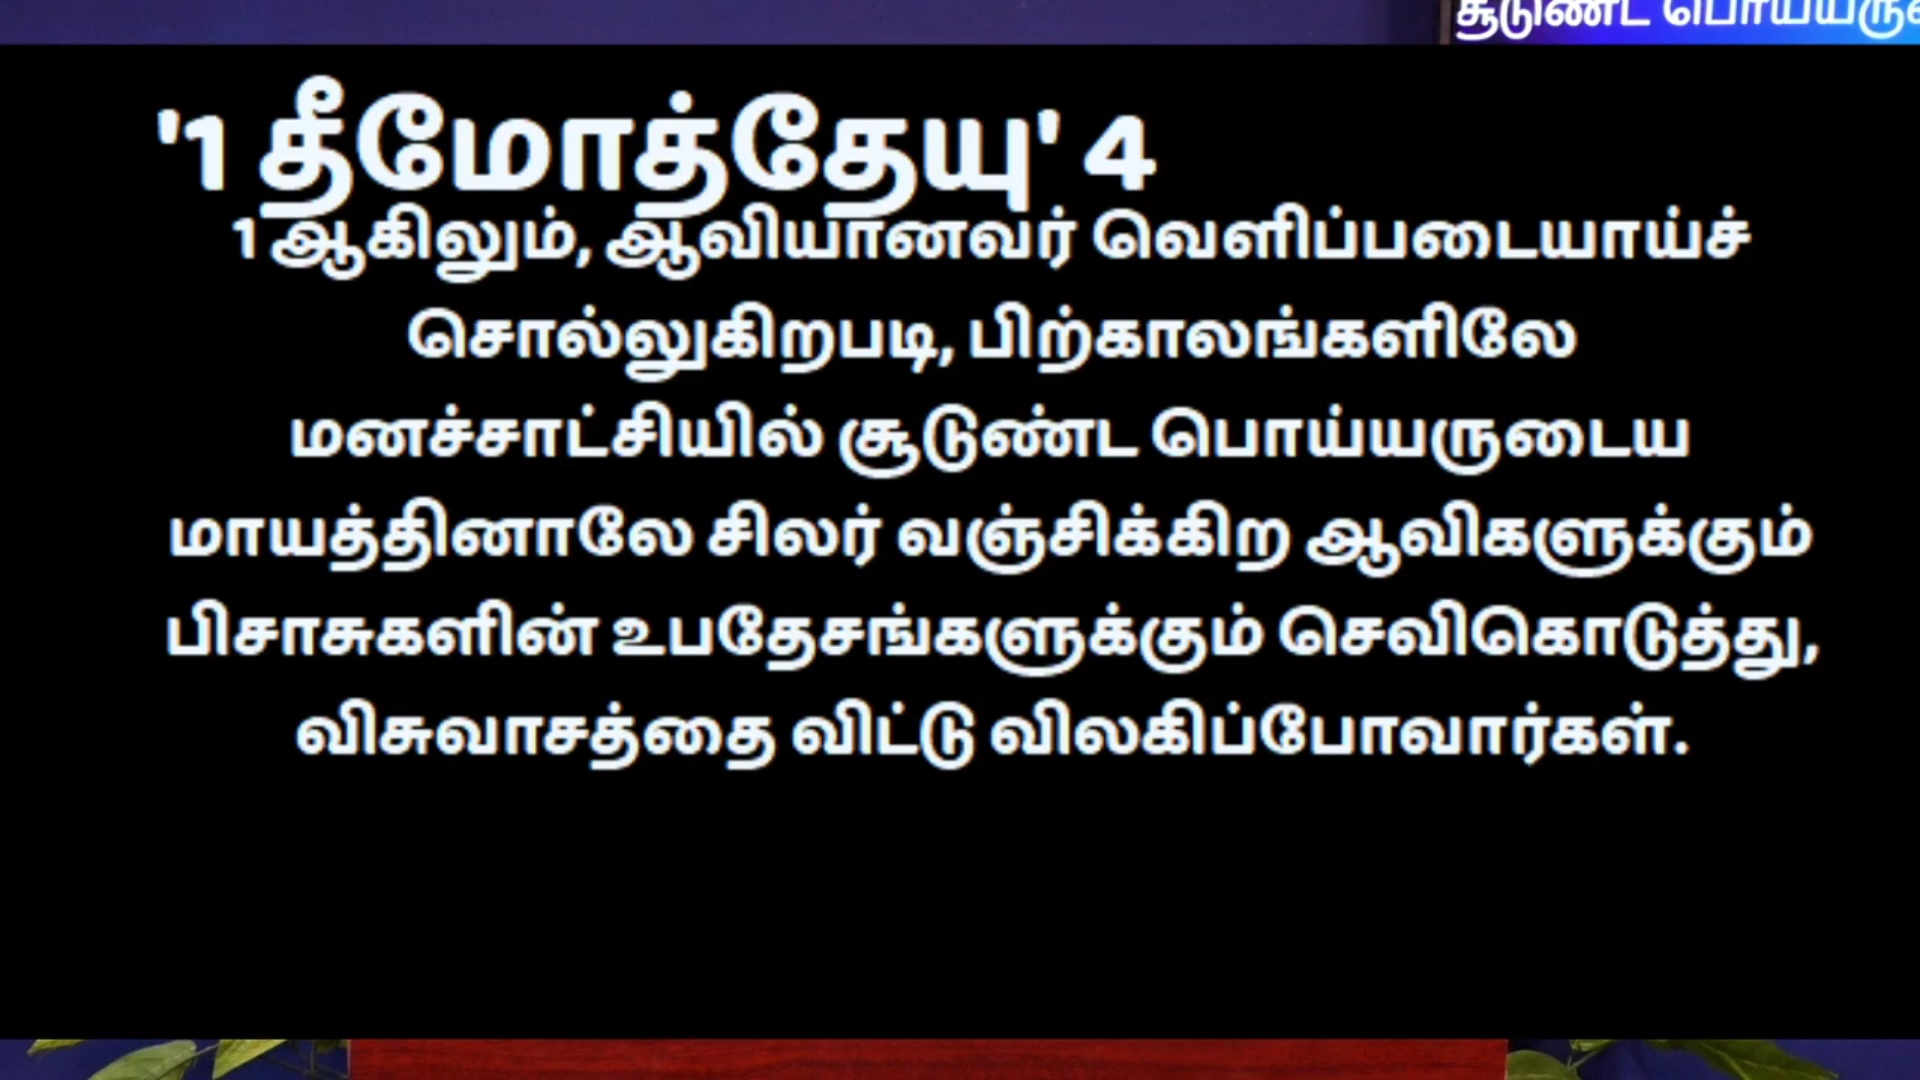 சூடுண்ட பொய்யரு
'1 தீமோத்தேயு' 4
1 ஆகிலும், ஆவியானவர் வெளிப்படையாய்ச்
சொல்லுகிறபடி, பிற்காலங்களிலே
மனச்சாட்சியில் சூடுண்ட பொய்யருடைய
மாயத்தினாலே சிலர் வஞ்சிக்கிற ஆவிகளுக்கும்
பிசாசுகளின் உபதேசங்களுக்கும் செவிகொடுத்து,
விசுவாசத்தை விட்டு விலகிப்போவார்கள்.